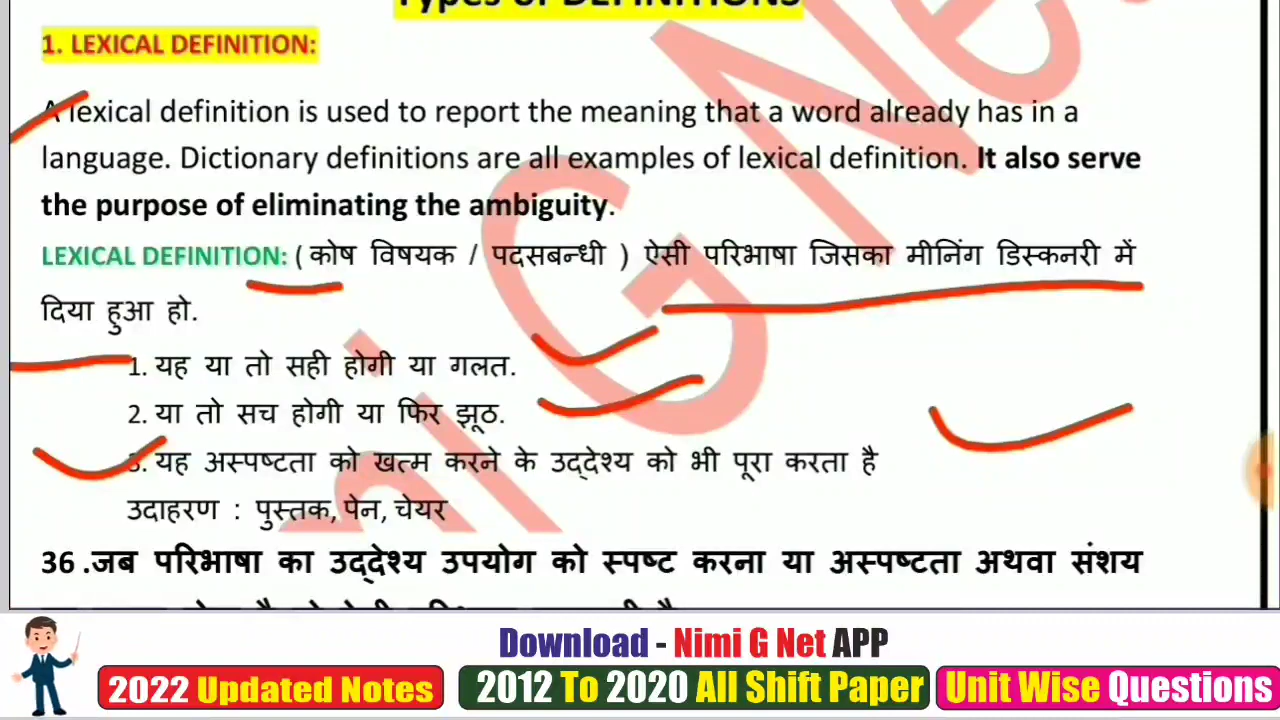 Types of DEFINITIONS
1. LEXICAL DEFINITION:
A lexical definition is used to report the meaning that a word already has in a
language. Dictionary definitions are all examples of lexical definition. It also serve
the purpose of eliminating the ambiguity.
LEXICAL DEFINITION: ( कोष विषयक / पदसबन्धी ) ऐसी परिभाषा जिसका मीनिंग डिस्कनरी में
दिया हुआ हो.
1. यह या तो सही होगी या गलत.
2. या तो सच होगी या फिर झूठ.
3. यह अस्पष्टता को खत्म करने के उद्देश्य को भी पूरा करता है
उदाहरण : पुस्तक, पेन, चेयर
36 .जब परिभाषा का उद्देश्य उपयोग को स्पष्ट करना या अस्पष्टता अथवा संशय
Download - Nimi G Net APP
2022 Updated Notes
2012 To 2020 All Shift Paper
Unit Wise Questions